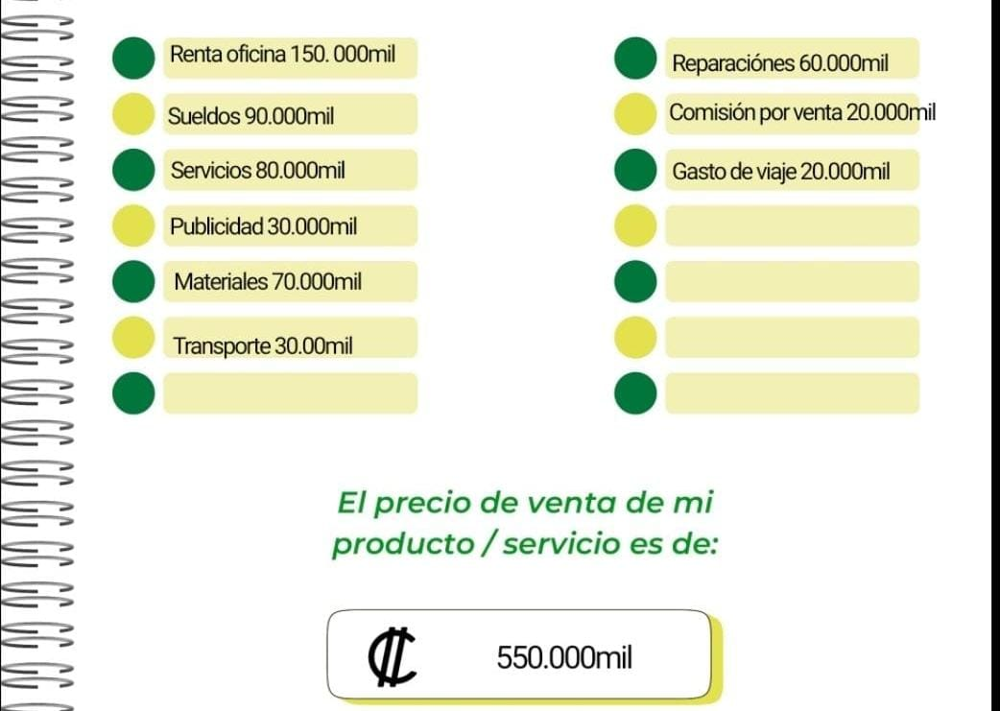 Renta oficina 150. 000mil
Sueldos 90.000mil
Servicios 80.000mil
Publicidad 30.000mil
Materiales 70.000mil
Transporte 30.00mil
Reparaciónes 60.000mil
Comisión por venta 20.000mil
Gasto de viaje 20.000mil
El precio de venta de mi
producto / servicio es de:
₡ 550.000mil